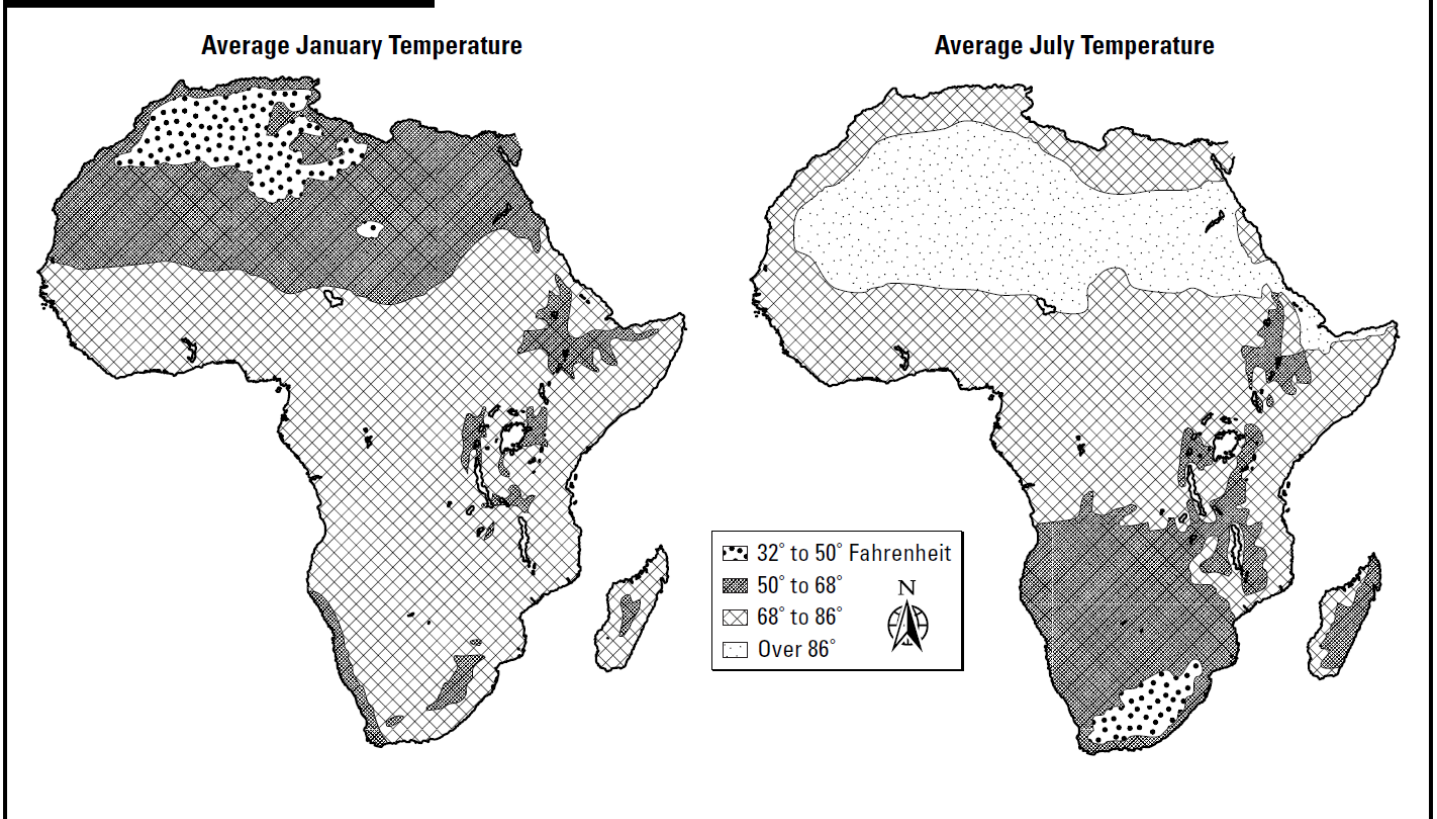 Average January Temperature
Average July Temperature
32° to 50° Fahrenheit
50° to 68°
68° to 86°
Over 86°
N